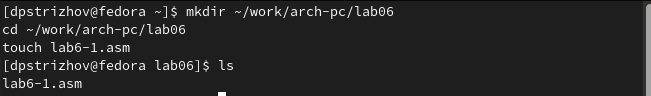 [dpstrizhov@fedora ~]$ mkdir ~/work/arch-pc/lab06
cd ~/work/arch-pc/lab06
touch lab6-1.asm
[dpstrizhov@fedora lab06]$ ls
lab6-1.asm